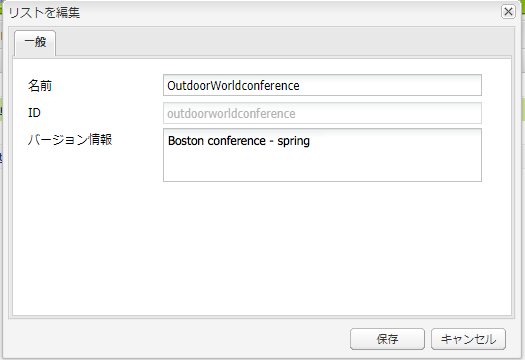 リストを編集
一般
名前
OutdoorWorldconference
ID
outdoorworldconference
バージョン情報
Boston conference - spring
保存
キャンセル